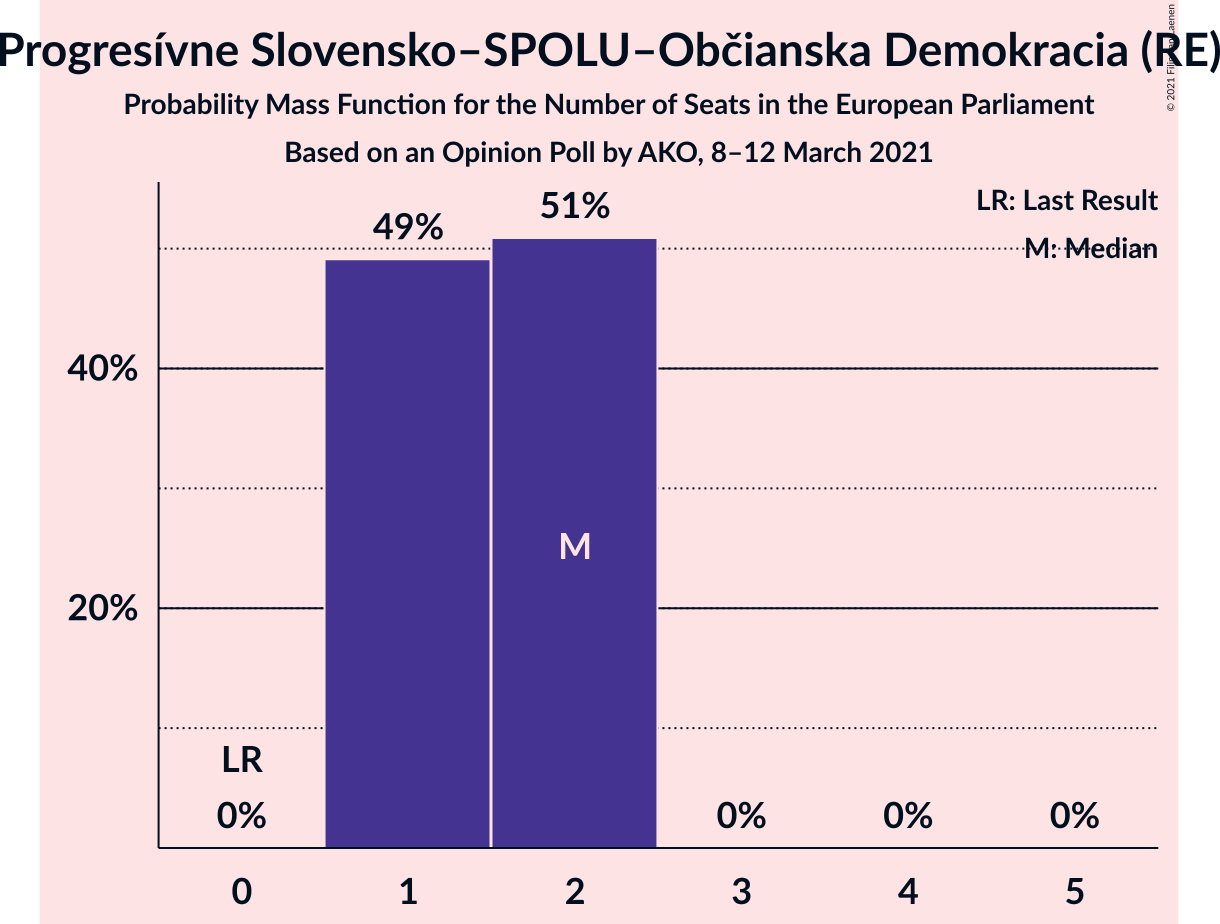 Progresívne Slovensko–SPOLU–Občianska Demokracia (RE)
Probability Mass Function for the Number of Seats in the European Parliament
Based on an Opinion Poll by AKO, 8–12 March 2021
© 2021
LR: Last Result
M: Median
49%
51%
40%
M
20%
LR
0%
0%
0%
0%
0
1
2
3
4
5